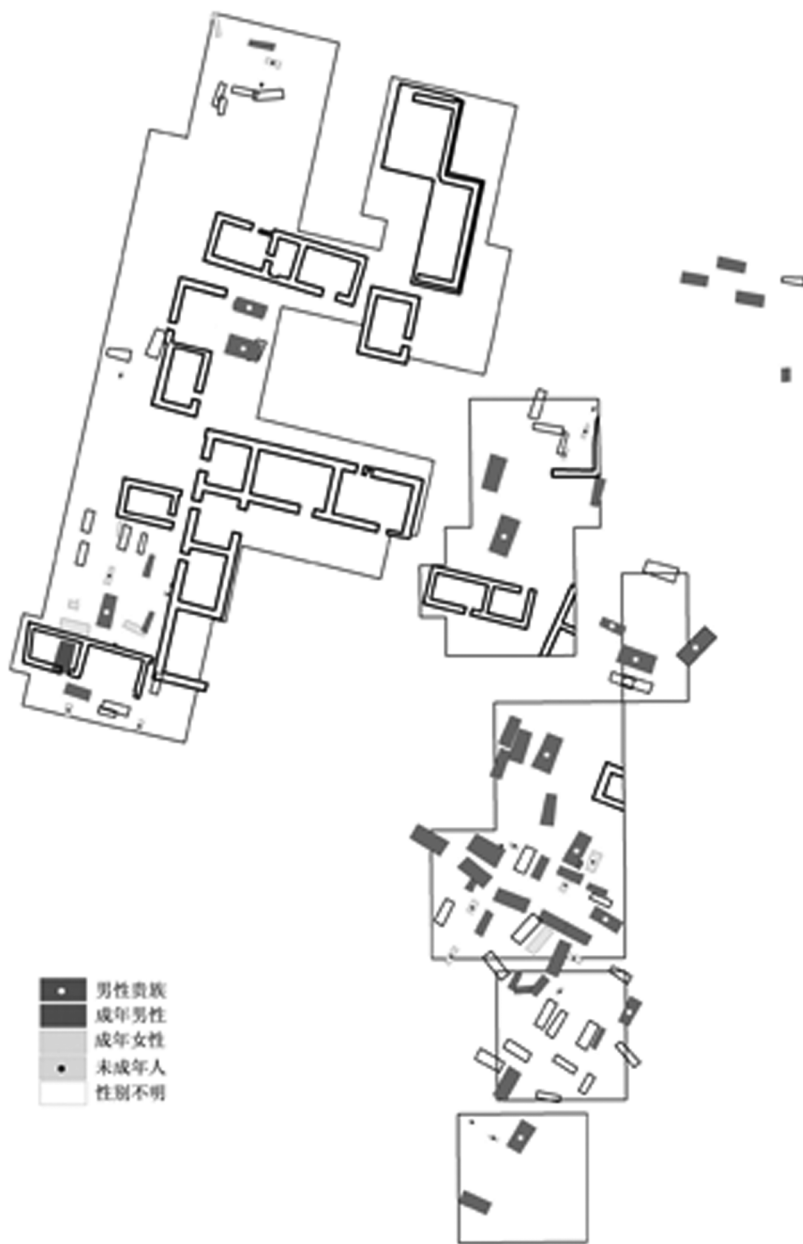 男性贵族
成年男性
成年女性
未成年人
性别不明